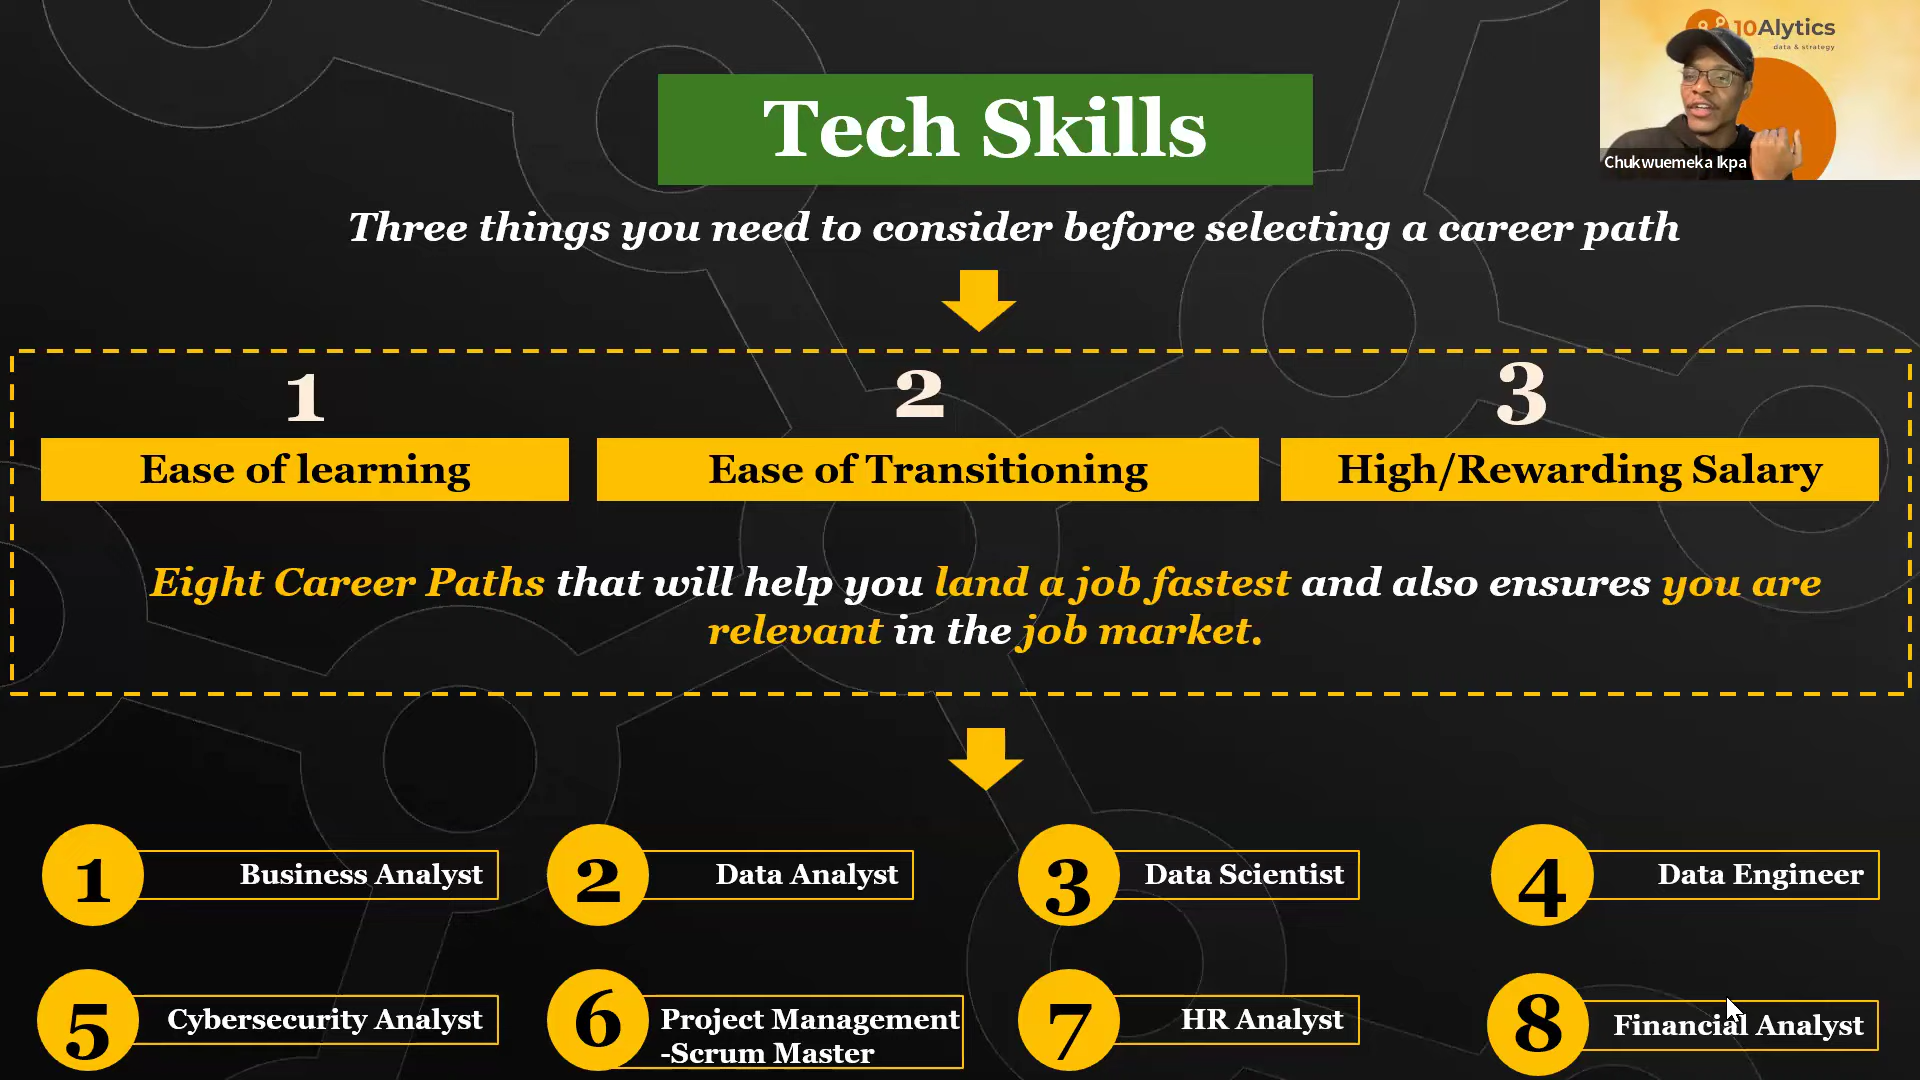 10Alytics
data & strategy
Chukwuemeka Ikpa
Tech Skills
Three things you need to consider before selecting a career path
1
2
3
Ease of learning
Ease of Transitioning
High/Rewarding Salary
Eight Career Paths that will help you land a job fastest and also ensures you are
relevant in the job market.
1
Business Analyst
2
Data Analyst
3
Data Scientist
4
Data Engineer
5
Cybersecurity Analyst
6
Project Management
-Scrum Master
7
HR Analyst
8
Financial Analyst